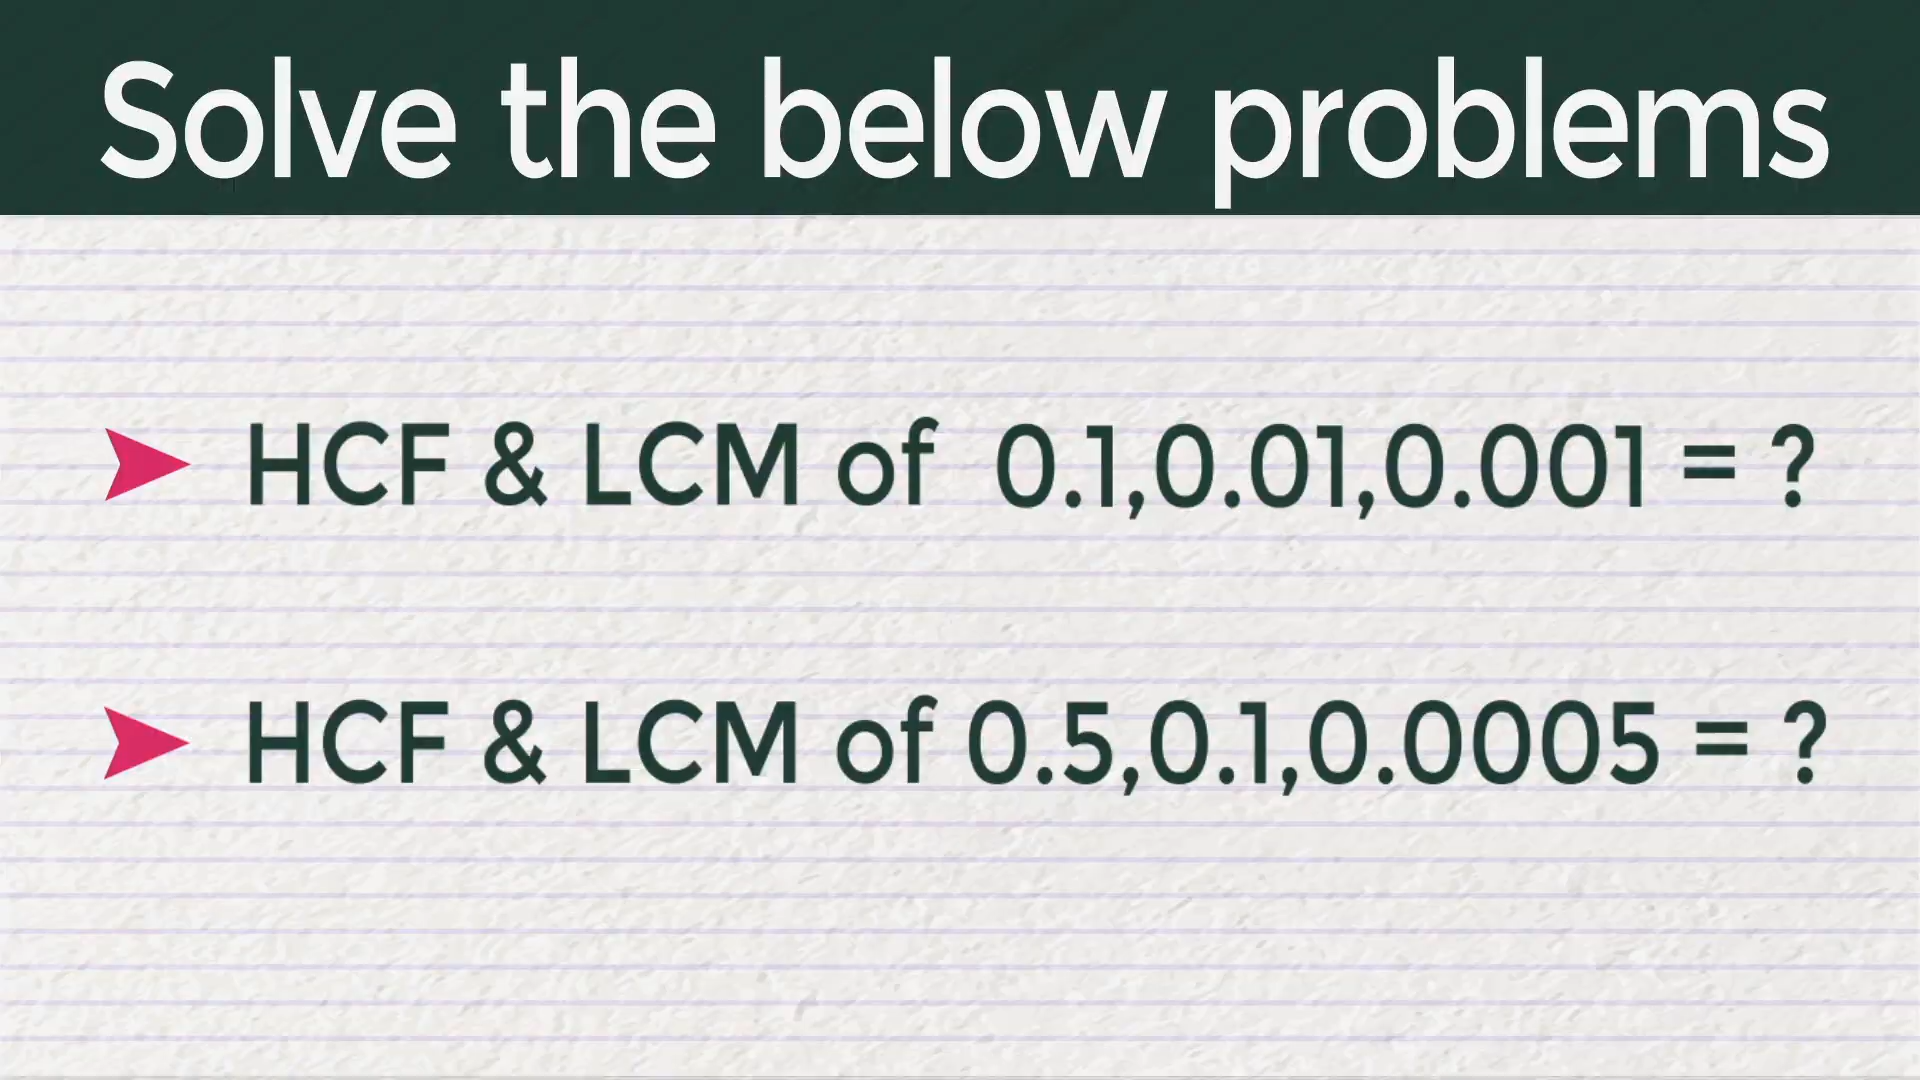 Solve the below problems
HCF & LCM of 0.1,0.01,0.001 = ?
HCF & LCM of 0.5,0.1,0.0005 = ?